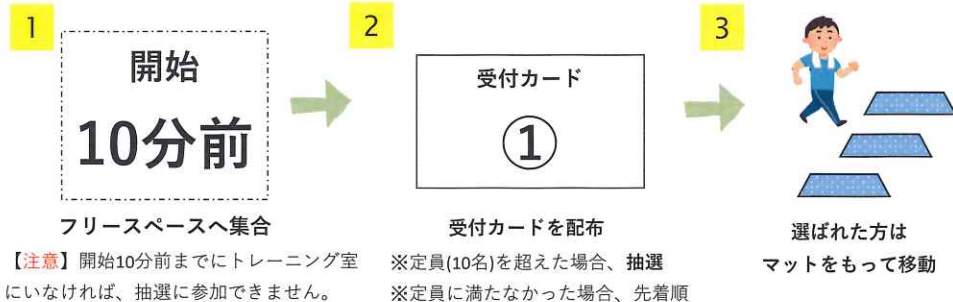 1
開始
10分前
フリースペースへ集合
【注意】開始10分前までにトレーニング室
にいなければ、抽選に参加できません。
2
受付カード
①
受付カードを配布
※定員(10名)を超えた場合、抽選
※定員に満たなかった場合、先着順
3
選ばれた方は
マットをもって移動